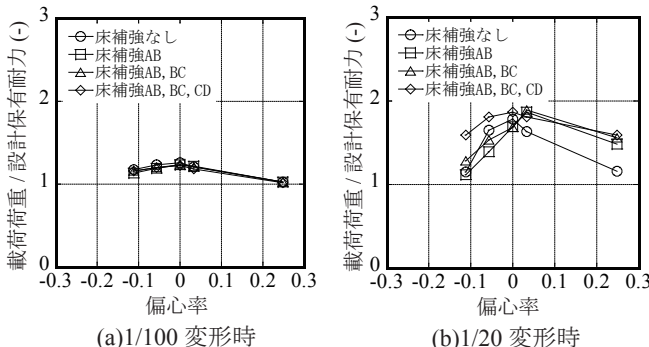 載荷荷重 / 設計保有耐力 (-)
3
2
1
0
床補強なし
床補強AB
床補強AB, BC
床補強AB, BC, CD
-0.3 -0.2 -0.1 0 0.1 0.2 0.3
偏心率
(a)1/100 変形時
載荷荷重 / 設計保有耐力 (-)
3
2
1
0
床補強なし
床補強AB
床補強AB, BC
床補強AB, BC, CD
-0.3 -0.2 -0.1 0 0.1 0.2 0.3
偏心率
(b)1/20 変形時